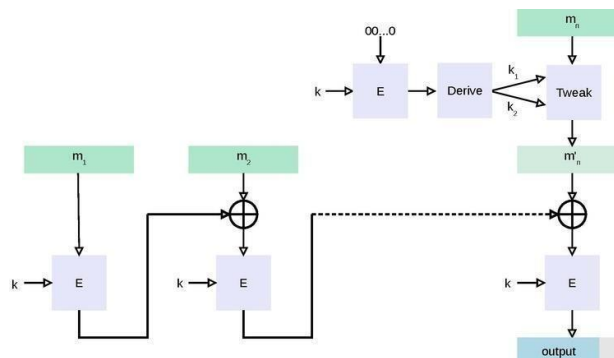 m_n
00...0
k E Derive k_1 k_2 Tweak
m_1 m_2 m'_n
k E k E k E
output